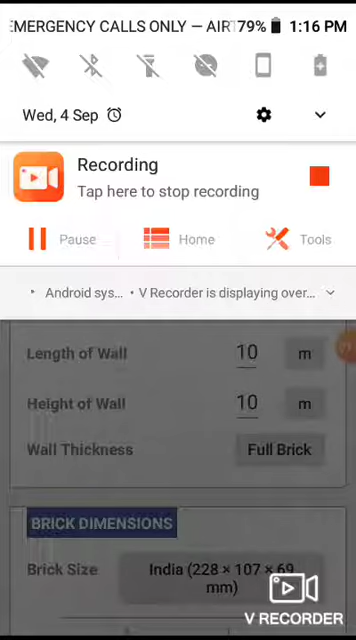 EMERGENCY CALLS ONLY — AIRT 79% 1:16 PM
Wed, 4 Sep
Recording
Tap here to stop recording
Pause Home Tools
Android sys... • V Recorder is displaying over...
Length of Wall 10 m
Height of Wall 10 m
Wall Thickness Full Brick
BRICK DIMENSIONS
Brick Size India (228 × 107 × 69
mm)
V RECORDER